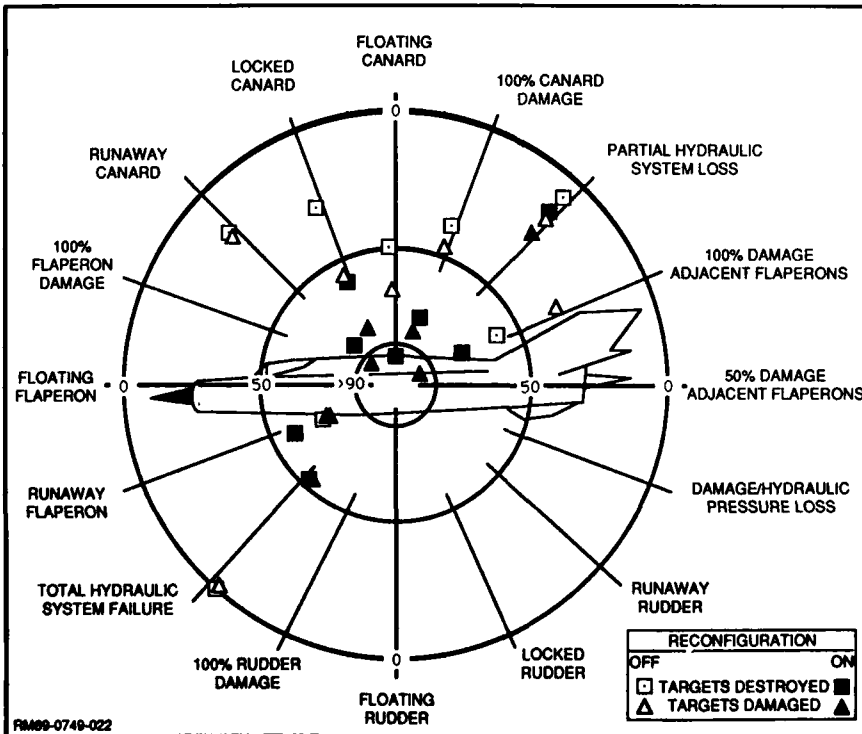 FLOATING
CANARD
LOCKED
CANARD
100% CANARD
DAMAGE
RUNAWAY
CANARD
PARTIAL HYDRAULIC
SYSTEM LOSS
100%
FLAPERON
DAMAGE
100% DAMAGE
ADJACENT FLAPERONS
FLOATING
FLAPERON
0
0
50
>90
50
0
50% DAMAGE
ADJACENT FLAPERONS
RUNAWAY
FLAPERON
DAMAGE/HYDRAULIC
PRESSURE LOSS
TOTAL HYDRAULIC
SYSTEM FAILURE
RUNAWAY
RUDDER
100% RUDDER
DAMAGE
0
FLOATING
RUDDER
LOCKED
RUDDER
RECONFIGURATION
OFF ON
TARGETS DESTROYED
TARGETS DAMAGED
RM89-0749-022